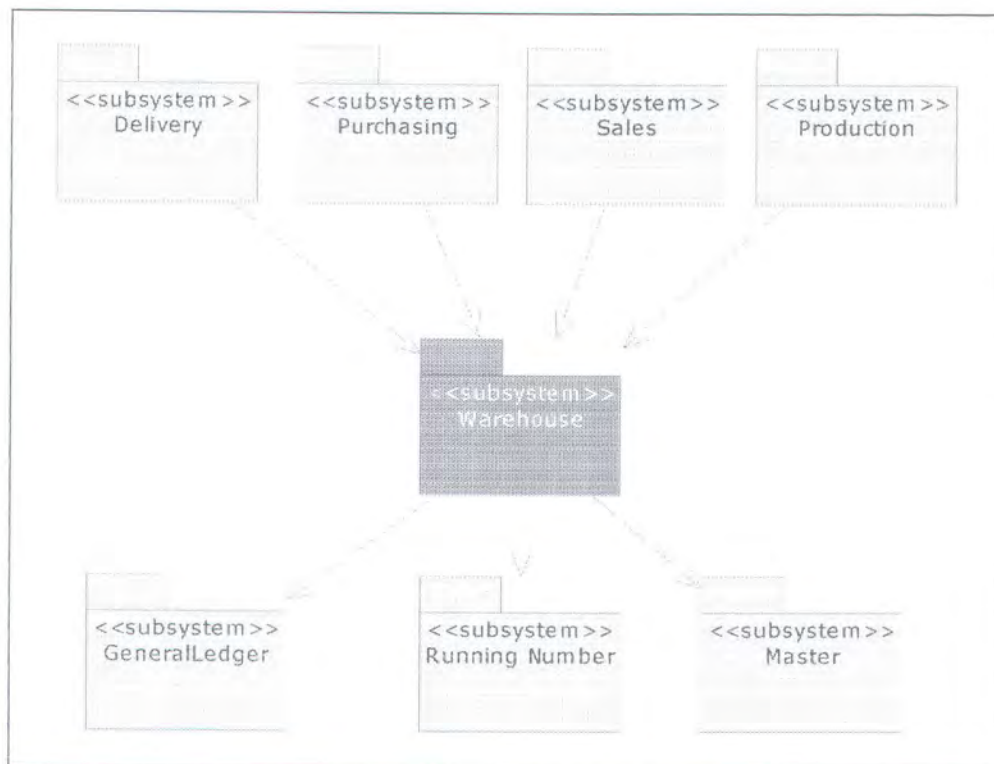 <<subsystem>>
Delivery
<<subsystem>>
Purchasing
<<subsystem>>
Sales
<<subsystem>>
Production
<<subsystem>>
Warehouse
<<subsystem>>
GeneralLedger
<<subsystem>>
Running Number
<<subsystem>>
Master